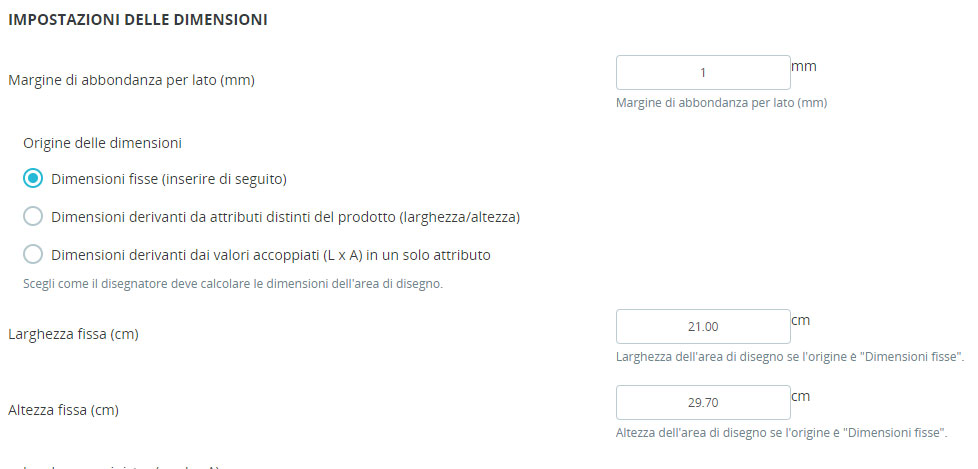 IMPOSTAZIONI DELLE DIMENSIONI
Margine di abbondanza per lato (mm)
1 mm
Margine di abbondanza per lato (mm)
Origine delle dimensioni
Dimensioni fisse (inserire di seguito)
Dimensioni derivanti da attributi distinti del prodotto (larghezza/altezza)
Dimensioni derivanti dai valori accoppiati (L x A) in un solo attributo
Scegli come il disegnatore deve calcolare le dimensioni dell'area di disegno.
Larghezza fissa (cm)
21.00 cm
Larghezza dell'area di disegno se l'origine è "Dimensioni fisse".
Altezza fissa (cm)
29.70 cm
Altezza dell'area di disegno se l'origine è "Dimensioni fisse".